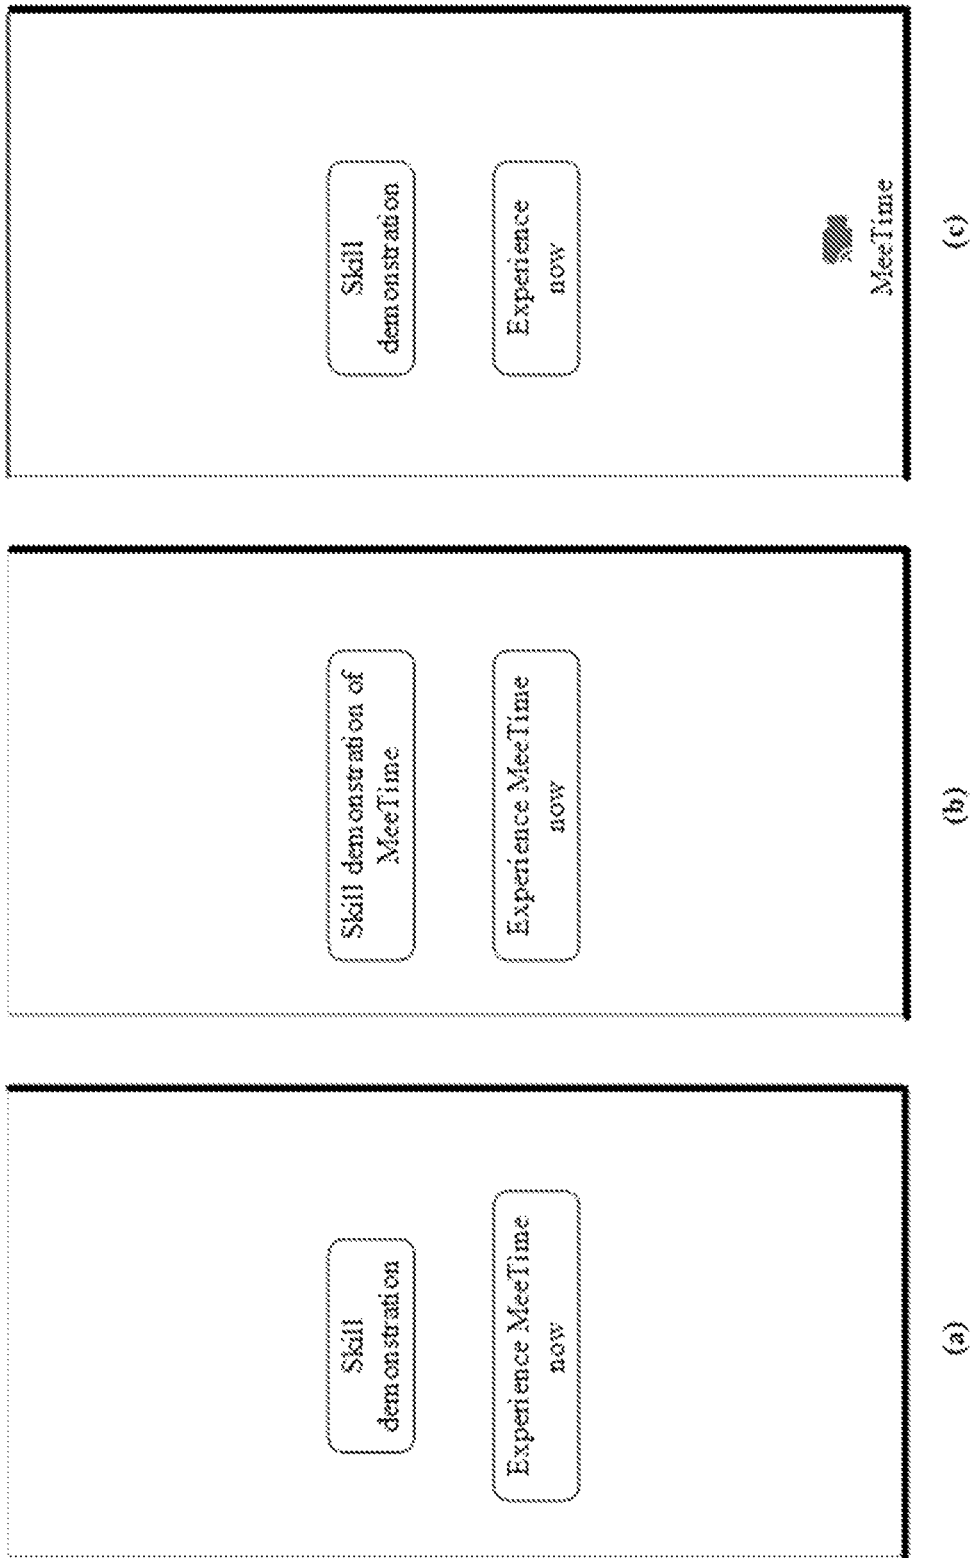 Skill
demonstration
Experience MeeTime
now
(a)
Skill demonstration of
MeeTime
Experience MeeTime
now
(b)
Skill
demonstration
Experience
now
MeeTime
(c)